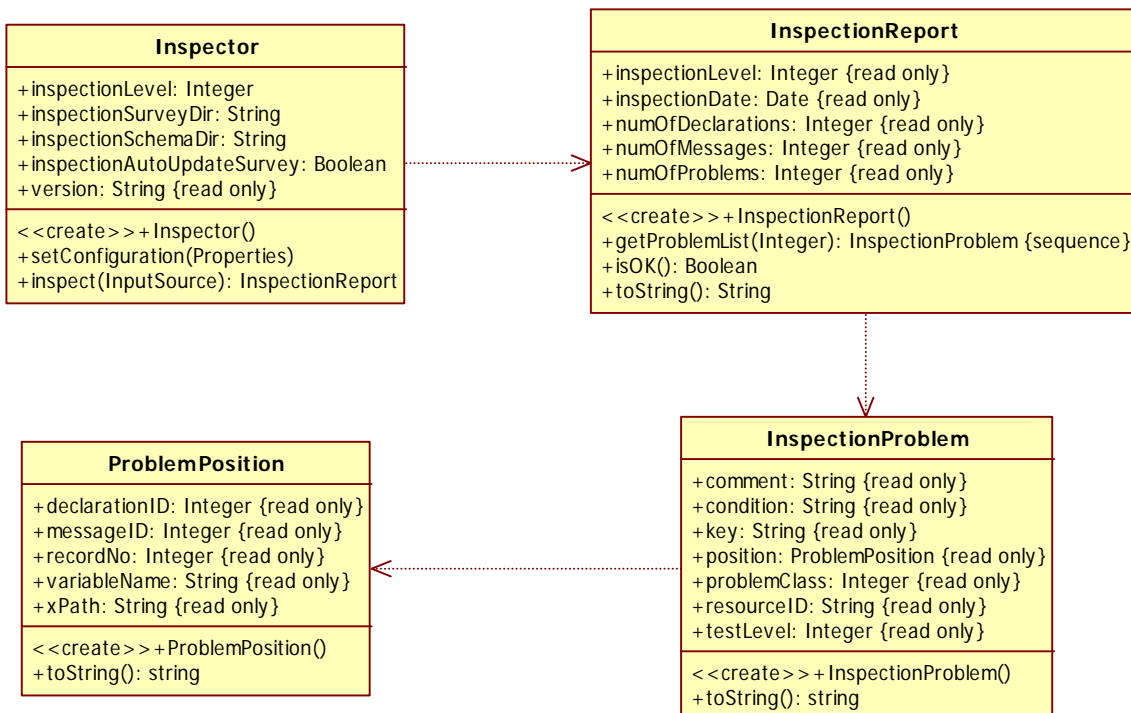 Inspector
+inspectionLevel: Integer
+inspectionSurveyDir: String
+inspectionSchemaDir: String
+inspectionAutoUpdateSurvey: Boolean
+version: String {read only}
<<create>>+Inspector()
+setConfiguration(Properties)
+inspect(InputSource): InspectionReport
InspectionReport
+inspectionLevel: Integer {read only}
+inspectionDate: Date {read only}
+numOfDeclarations: Integer {read only}
+numOfMessages: Integer {read only}
+numOfProblems: Integer {read only}
<<create>>+InspectionReport()
+getProblemList(Integer): InspectionProblem {sequence}
+isOK(): Boolean
+toString(): String
ProblemPosition
+declarationID: Integer {read only}
+messageID: Integer {read only}
+recordNo: Integer {read only}
+variableName: String {read only}
+xPath: String {read only}
<<create>>+ProblemPosition()
+toString(): string
InspectionProblem
+comment: String {read only}
+condition: String {read only}
+key: String {read only}
+position: ProblemPosition {read only}
+problemClass: Integer {read only}
+resourceID: String {read only}
+testLevel: Integer {read only}
<<create>>+InspectionProblem()
+toString(): string